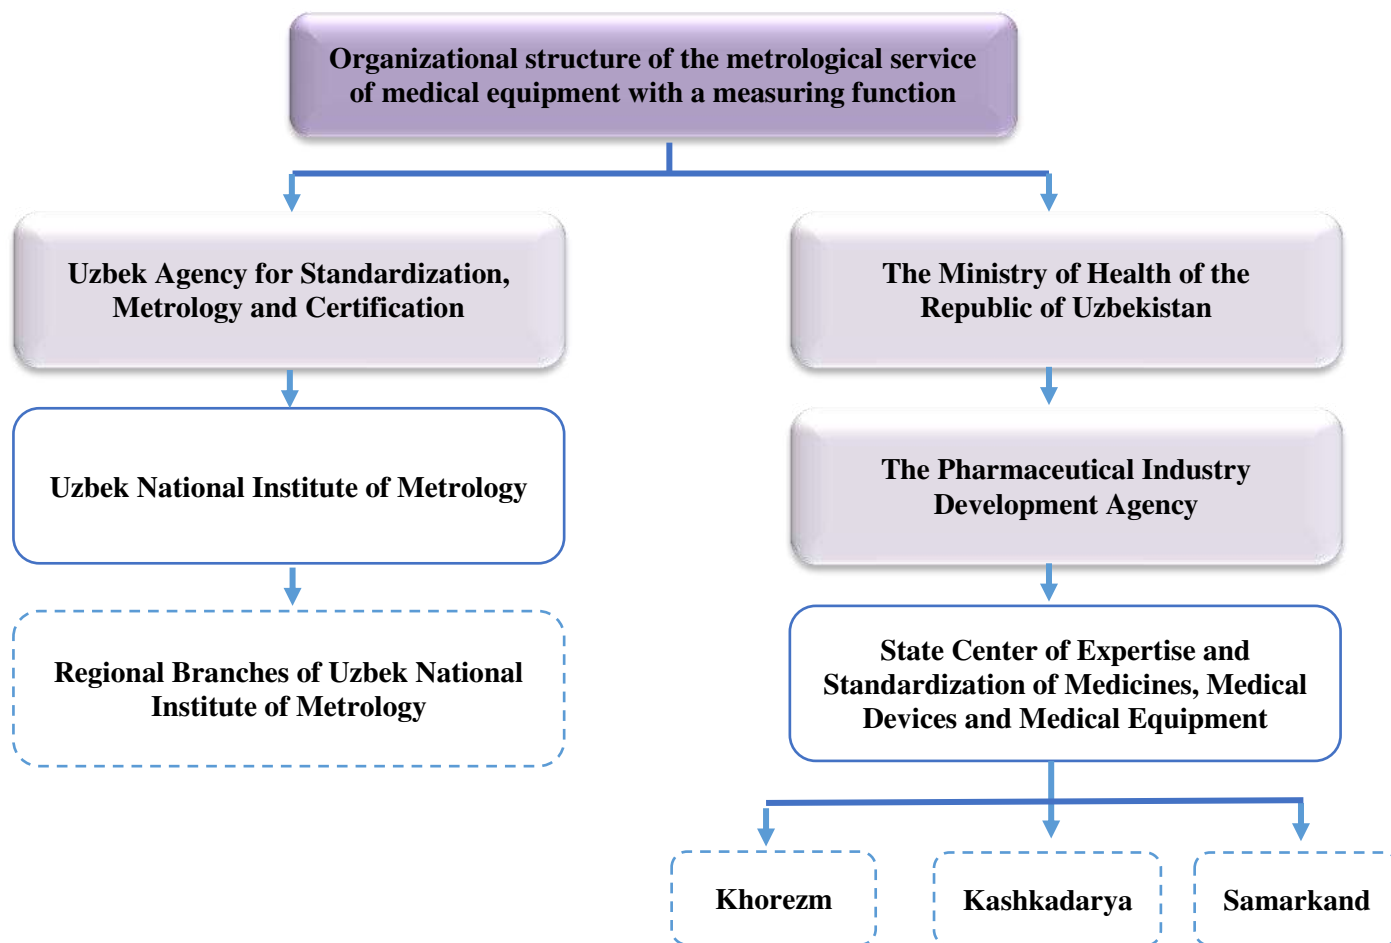 Organizational structure of the metrological service
of medical equipment with a measuring function
Uzbek Agency for Standardization,
Metrology and Certification
The Ministry of Health of the
Republic of Uzbekistan
Uzbek National Institute of Metrology
The Pharmaceutical Industry
Development Agency
Regional Branches of Uzbek National
Institute of Metrology
State Center of Expertise and
Standardization of Medicines, Medical
Devices and Medical Equipment
Khorezm
Kashkadarya
Samarkand